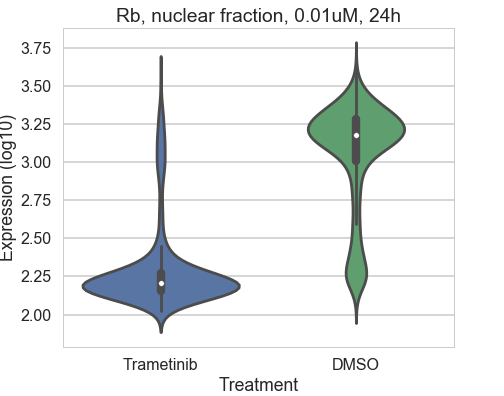 Rb, nuclear fraction, 0.01uM, 24h
Expression (log10)
3.75
3.50
3.25
3.00
2.75
2.50
2.25
2.00
Trametinib DMSO
Treatment